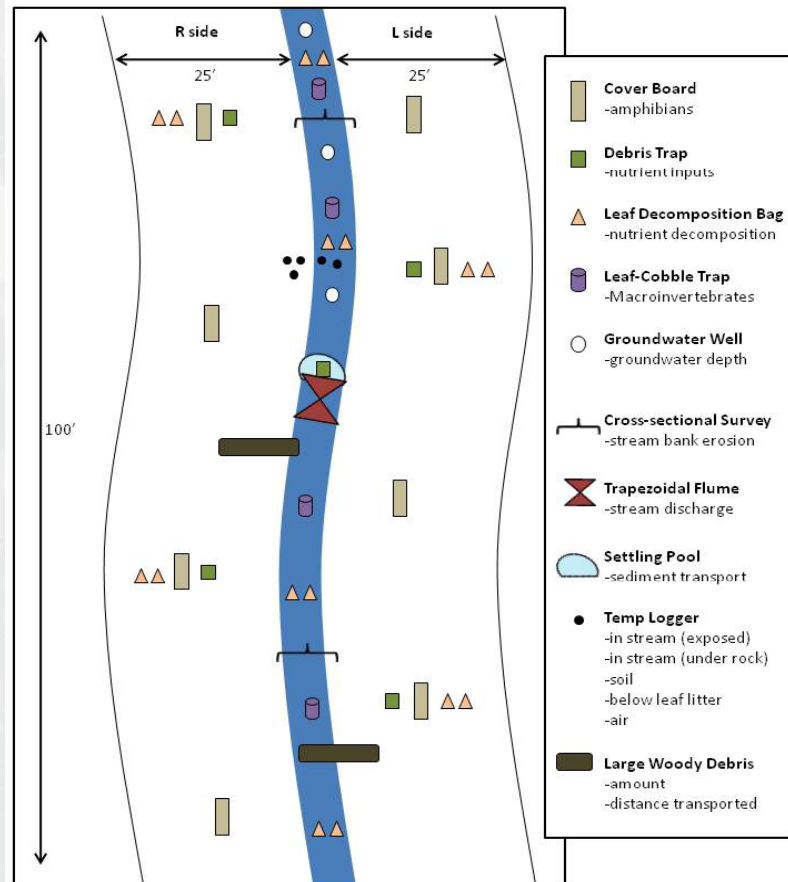 R side
L side
25′
25′
100′
Cover Board
-amphibians
Debris Trap
-nutrient inputs
Leaf Decomposition Bag
-nutrient decomposition
Leaf-Cobble Trap
-Macroinvertebrates
Groundwater Well
-groundwater depth
Cross-sectional Survey
-stream bank erosion
Trapezoidal Flume
-stream discharge
Settling Pool
-sediment transport
Temp Logger
-in stream (exposed)
-in stream (under rock)
-soil
-below leaf litter
-air
Large Woody Debris
-amount
-distance transported